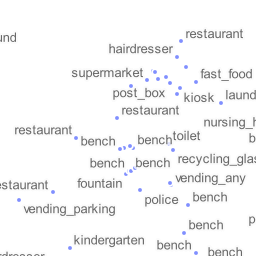 restaurant
und
hairdresser
supermarket
fast_food
post_box
kiosk
laund
restaurant
nursing_h
restaurant
bench
bench
toilet
b
bench
bench
recycling_glas
fountain
vending_any
estaurant
police
bench
vending_parking
p
bench
kindergarten
bench
bench
rdresser